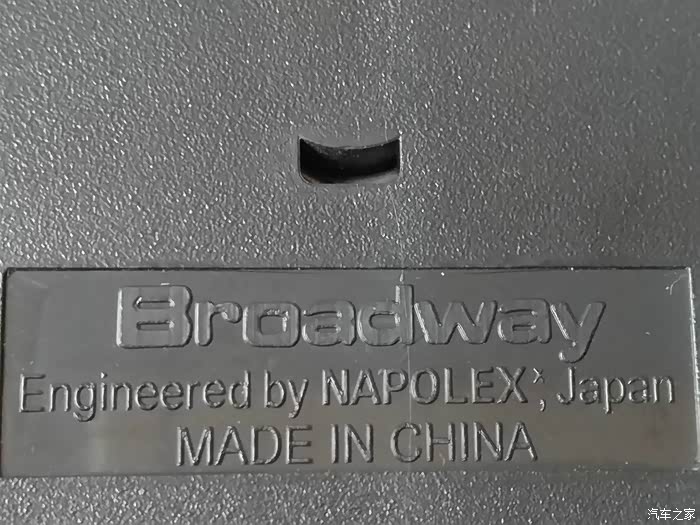 Broadway
Engineered by NAPOLEX, Japan
MADE IN CHINA
汽车之家